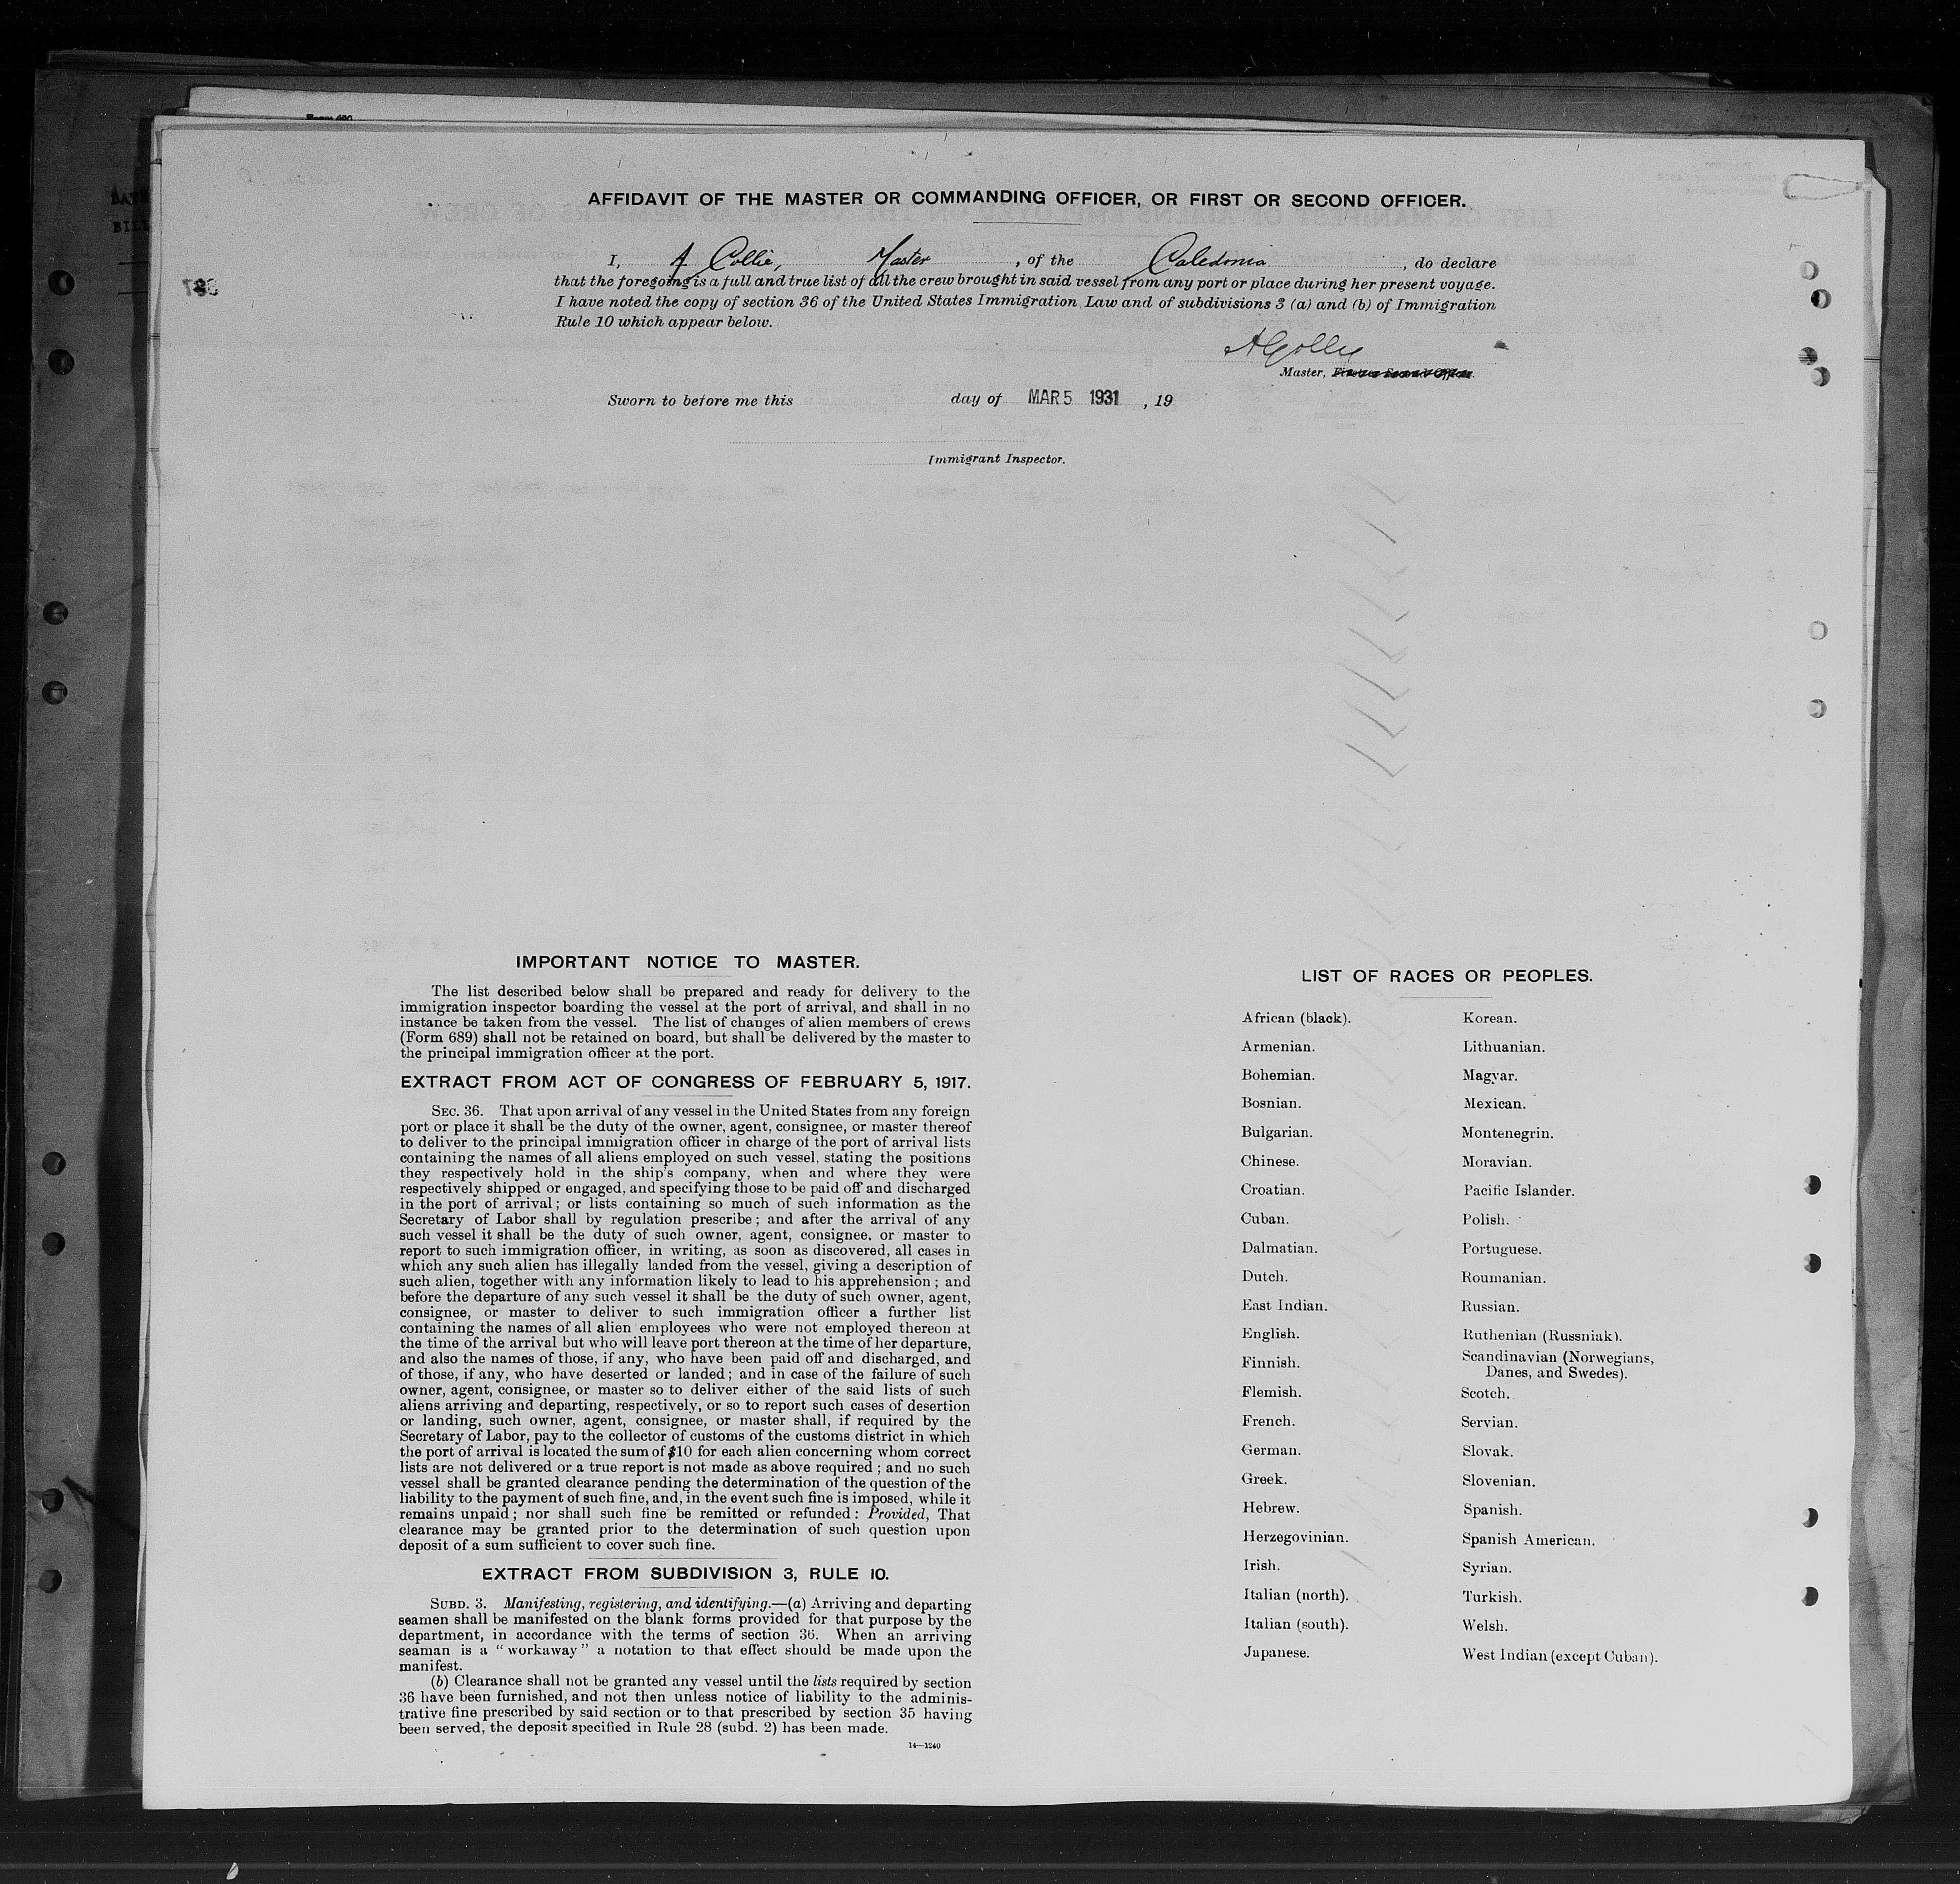 AFFIDAVIT OF THE MASTER OR COMMANDING OFFICER, OR FIRST OR SECOND OFFICER.
I, A Collie, Master, of the Caledonia, do declare
that the foregoing is a full and true list of all the crew brought in said vessel from any port or place during her present voyage.
I have noted the copy of section 36 of the United States Immigration Law and of subdivisions 3 (a) and (b) of Immigration
Rule 10 which appear below.
A Collie
Master, First or Second Officer.
Sworn to before me this day of MAR 5 1931, 19
Immigrant Inspector.
IMPORTANT NOTICE TO MASTER.
The list described below shall be prepared and ready for delivery to the
immigration inspector boarding the vessel at the port of arrival, and shall in no
instance be taken from the vessel. The list of changes of alien members of crews
(Form 689) shall not be retained on board, but shall be delivered by the master to
the principal immigration officer at the port.
EXTRACT FROM ACT OF CONGRESS OF FEBRUARY 5, 1917.
SEC. 36. That upon arrival of any vessel in the United States from any foreign
port or place it shall be the duty of the owner, agent, consignee, or master thereof
to deliver to the principal immigration officer in charge of the port of arrival lists
containing the names of all aliens employed on such vessel, stating the positions
they respectively hold in the ship's company, when and where they were
respectively shipped or engaged, and specifying those to be paid off and discharged
in the port of arrival; or lists containing so much of such information as the
Secretary of Labor shall by regulation prescribe; and after the arrival of any
such vessel it shall be the duty of such owner, agent, consignee, or master to
report to such immigration officer, in writing, as soon as discovered, all cases in
which any such alien has illegally landed from the vessel, giving a description of
such alien, together with any information likely to lead to his apprehension; and
before the departure of any such vessel it shall be the duty of such owner, agent,
consignee, or master to deliver to such immigration officer a further list
containing the names of all alien employees who were not employed thereon at
the time of the arrival but who will leave port thereon at the time of her departure,
and also the names of those, if any, who have been paid off and discharged, and
of those, if any, who have deserted or landed; and in case of the failure of such
owner, agent, consignee, or master so to deliver either of the said lists of such
aliens arriving and departing, respectively, or so to report such cases of desertion
or landing, such owner, agent, consignee, or master shall, if required by the
Secretary of Labor, pay to the collector of customs of the customs district in which
the port of arrival is located the sum of $10 for each alien concerning whom correct
lists are not delivered or a true report is not made as above required; and no such
vessel shall be granted clearance pending the determination of the question of the
liability to the payment of such fine, and, in the event such fine is imposed, while it
remains unpaid; nor shall such fine be remitted or refunded: Provided, That
clearance may be granted prior to the determination of such question upon
deposit of a sum sufficient to cover such fine.
EXTRACT FROM SUBDIVISION 3, RULE 10.
SUBD. 3. Manifesting, registering, and identifying.—(a) Arriving and departing
seamen shall be manifested on the blank forms provided for that purpose by the
department, in accordance with the terms of section 36. When an arriving
seaman is a "workaway" a notation to that effect should be made upon the
manifest.
(b) Clearance shall not be granted any vessel until the lists required by section
36 have been furnished, and not then unless notice of liability to the adminis-
trative fine prescribed by said section or to that prescribed by section 35 having
been served, the deposit specified in Rule 28 (subd. 2) has been made.
14—1240
LIST OF RACES OR PEOPLES.
African (black).
Armenian.
Bohemian.
Bosnian.
Bulgarian.
Chinese.
Croatian.
Cuban.
Dalmatian.
Dutch.
East Indian.
English.
Finnish.
Flemish.
French.
German.
Greek.
Hebrew.
Herzegovinian.
Irish.
Italian (north).
Italian (south).
Japanese.
Korean.
Lithuanian.
Magyar.
Mexican.
Montenegrin.
Moravian.
Pacific Islander.
Polish.
Portuguese.
Roumanian.
Russian.
Ruthenian (Russniak).
Scandinavian (Norwegians,
Danes, and Swedes).
Scotch.
Servian.
Slovak.
Slovenian.
Spanish.
Spanish American.
Syrian.
Turkish.
Welsh.
West Indian (except Cuban).